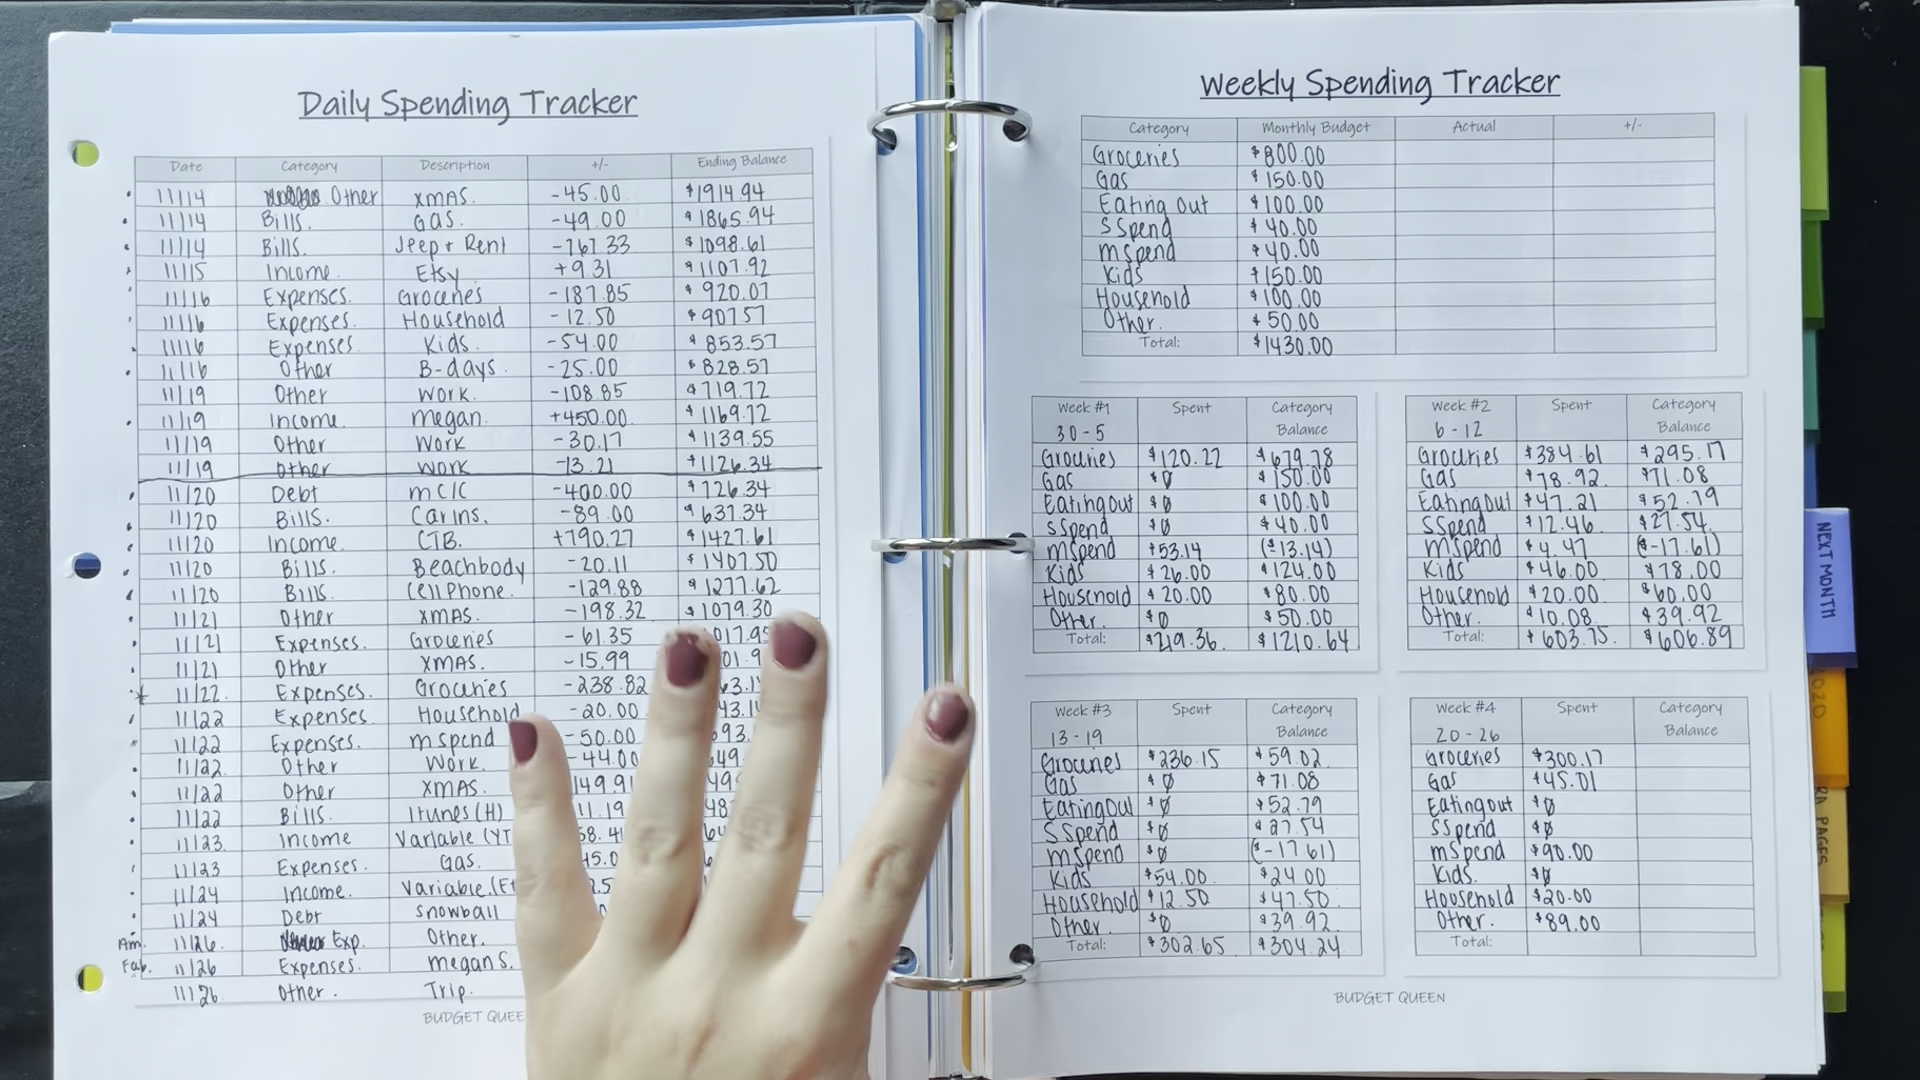 Daily Spending Tracker
Date Category Description +/- Ending Balance
11/14 Other XMAS. -45.00 $1914.94
11/14 Bills. Gas. -49.00 $1865.94
11/14 Bills. Jeep + Rent -767.33 $1098.61
11/15 Income. Etsy +9.31 $1107.92
11/16 Expenses. Groceries -187.85 $920.07
11/16 Expenses. Household -12.50 $907.57
11/16 Expenses Kids. -54.00 $853.57
11/16 Other B-days. -25.00 $828.57
11/19 Other Work. -108.85 $719.72
11/19 Income. Megan. +450.00 $1169.72
11/19 Other Work -30.17 $1139.55
11/19 Other Work -13.21 $1126.34
11/20 Debt MC/C -400.00 $726.34
11/20 Bills. Car Ins. -89.00 $637.34
11/20 Income. CTB. +790.27 $1427.61
11/20 Bills. Beachbody -20.11 $1407.50
11/20 Bills. Cell Phone. -129.88 $1277.62
11/21 Other XMAS. -198.32 $1079.30
11/21 Expenses Groceries -61.35
11/21 Other XMAS. -15.99
11/22. Expenses. Groceries -238.82
11/22 Expenses. Household -20.00
11/22 Expenses. M Spend -50.00
11/22. Other Work. -44.00
11/22 Other XMAS.
11/22 Bills. Itunes (H)
11/23. Income Variable
11/23 Expenses. Gas.
11/24 Income. Variable
11/24 Debt Snowball
Am. 11/26. Exp. Other.
Fab. 11/26 Expenses. Megan S.
11/26. Other. Trip.
BUDGET
Weekly Spending Tracker
Category Monthly Budget Actual +/-
Groceries $800.00
Gas $150.00
Eating Out $100.00
S Spend $40.00
M Spend $40.00
Kids $150.00
Household $100.00
Other. $50.00
Total: $1430.00
Week #1 Spent Category Balance
30-5
Groceries $120.22 $679.78
Gas $0 $150.00
Eating Out $0 $100.00
S Spend $0 $40.00
M Spend $53.14 ($-13.14)
Kids $26.00 $124.00
Household $20.00 $80.00
Other. $0 $50.00
Total: $219.36. $1210.64
Week #2 Spent Category Balance
6-12
Groceries $384.61 $295.17
Gas $78.92. $71.08
Eating Out $47.21 $52.79
S Spend $12.46. $27.54.
M Spend $4.47 ($-17.61)
Kids $46.00 $78.00
Household $20.00 $60.00
Other $10.08. $39.92
Total: $603.75. $606.89
Week #3 Spent Category Balance
13-19
Groceries $236.15 $59.02
Gas $0 $71.08
Eating Out $0 $52.79
S Spend $0 $27.54
M Spend $0 ($-17.61)
Kids $54.00. $24.00
Household $12.50 $47.50.
Other $0 $39.92
Total: $302.65 $304.24
Week #4 Spent Category Balance
20-26
Groceries $300.17
Gas $45.01
Eating out $0
S Spend $0
M Spend $90.00
Kids. $0
Household $20.00
Other. $89.00
Total:
BUDGET QUEEN
NEXT MONTH
PAGES